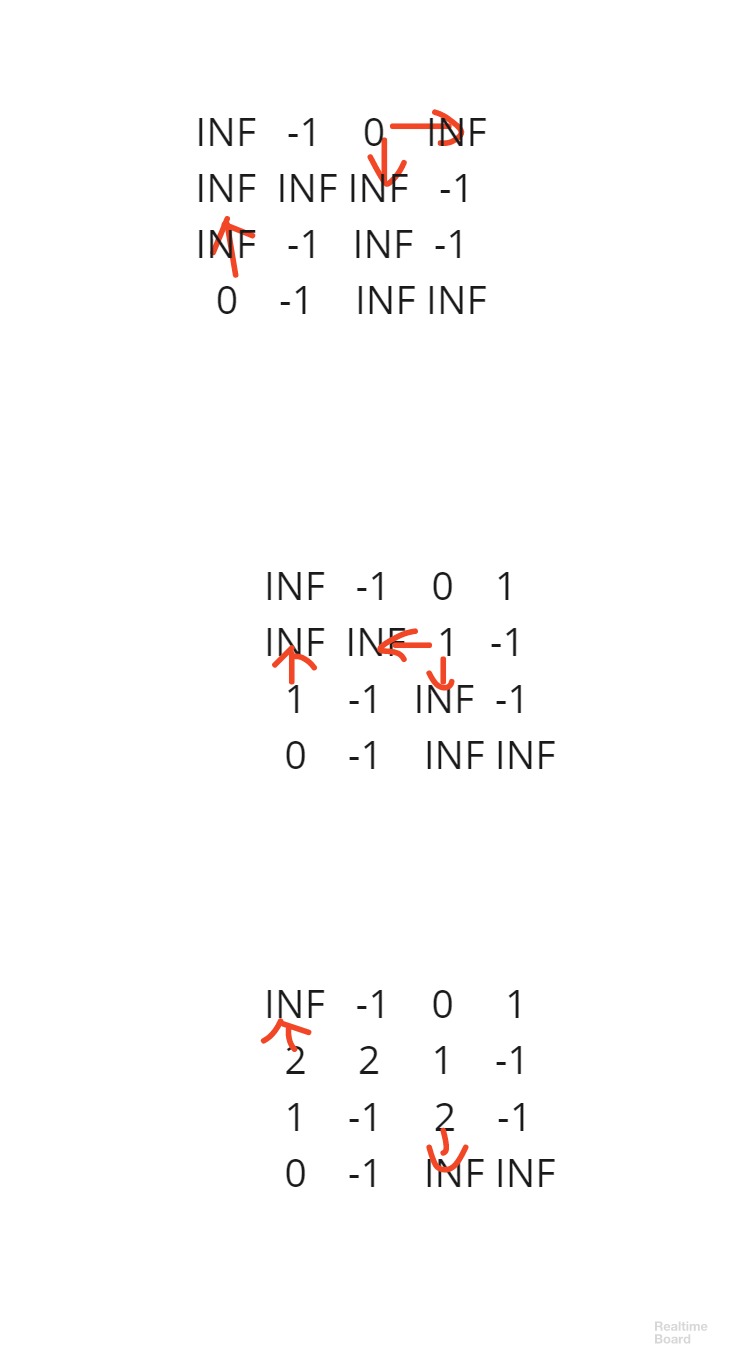 INF -1 0 INF
INF INF INF -1
INF -1 INF -1
0 -1 INF INF
INF -1 0 1
INF INF 1 -1
1 -1 INF -1
0 -1 INF INF
INF -1 0 1
2 2 1 -1
1 -1 2 -1
0 -1 INF INF
Realtime
Board